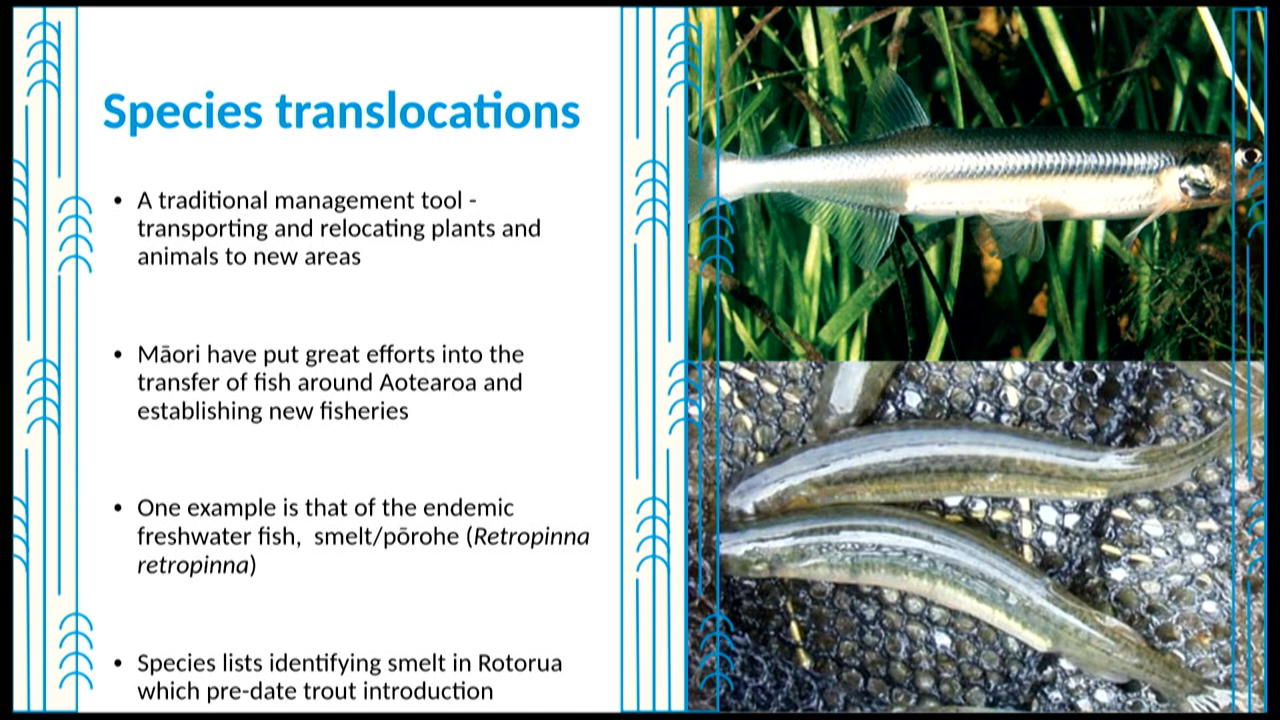 Species translocations
• A traditional management tool -
transporting and relocating plants and
animals to new areas
• Māori have put great efforts into the
transfer of fish around Aotearoa and
establishing new fisheries
• One example is that of the endemic
freshwater fish,  smelt/pōrohe (Retropinna
retropinna)
• Species lists identifying smelt in Rotorua
which pre-date trout introduction